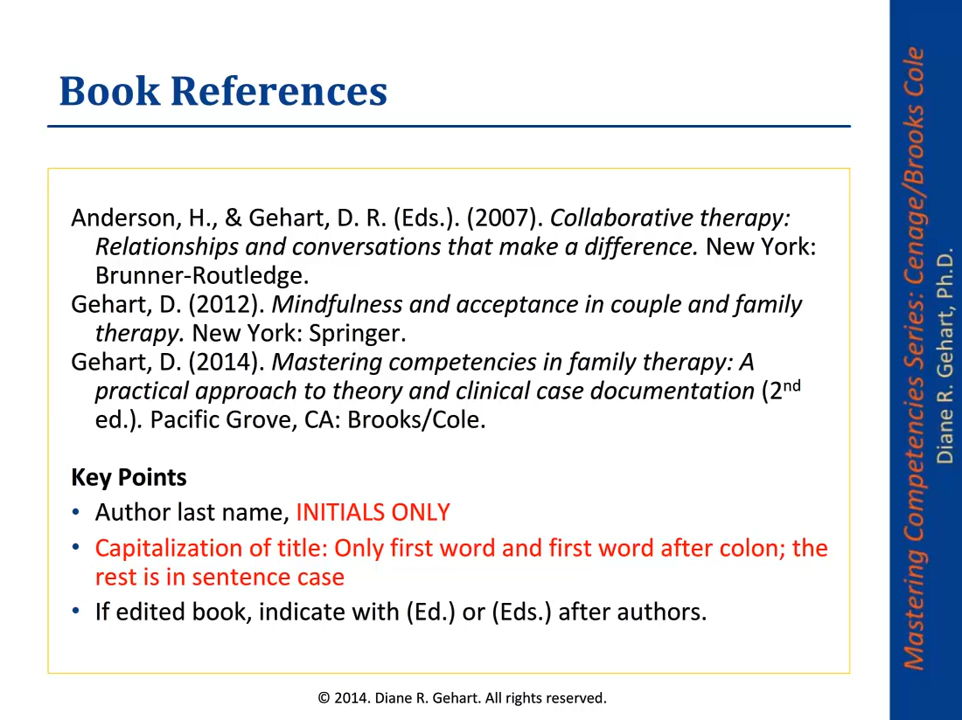 Book References
Anderson, H., & Gehart, D. R. (Eds.). (2007). Collaborative therapy:
Relationships and conversations that make a difference. New York:
Brunner-Routledge.
Gehart, D. (2012). Mindfulness and acceptance in couple and family
therapy. New York: Springer.
Gehart, D. (2014). Mastering competencies in family therapy: A
practical approach to theory and clinical case documentation (2nd
ed.). Pacific Grove, CA: Brooks/Cole.
Key Points
• Author last name, INITIALS ONLY
• Capitalization of title: Only first word and first word after colon; the
rest is in sentence case
• If edited book, indicate with (Ed.) or (Eds.) after authors.
© 2014. Diane R. Gehart. All rights reserved.
Mastering Competencies Series: Cenage/Brooks Cole
Diane R. Gehart, Ph.D.